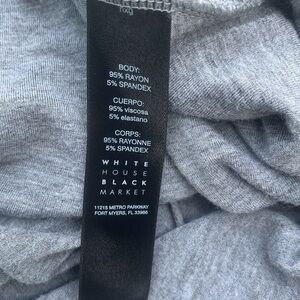 BODY:
95% RAYON
5% SPANDEX
CUERPO:
95% viscosa
5% elastano
CORPS:
95% RAYONNE
5% SPANDEX
WHITE
HOUSE
BLACK
MARKET
11215 METRO PARKWAY
FORT MYERS, FL 33966